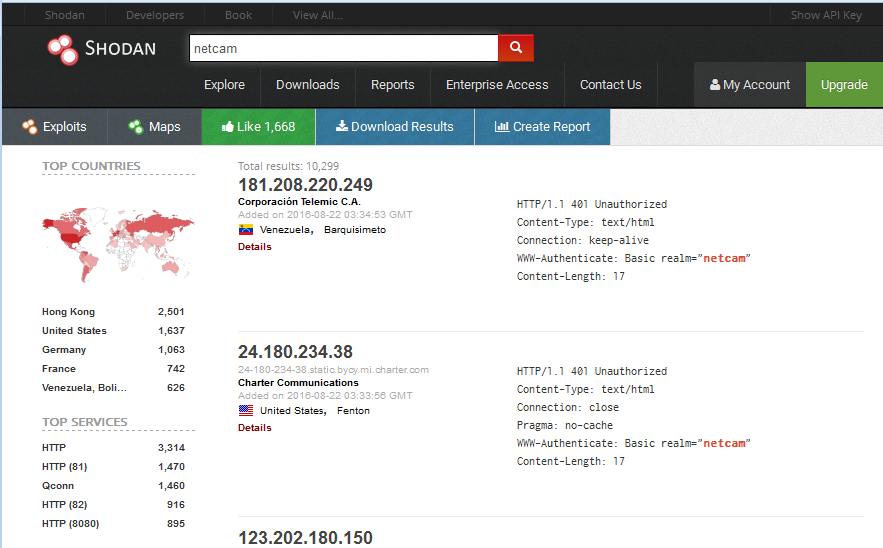 Shodan Developers Book View All... Show API Key
SHODAN netcam
Explore Downloads Reports Enterprise Access Contact Us My Account Upgrade
Exploits Maps Like 1,668 Download Results Create Report
TOP COUNTRIES
Hong Kong 2,501
United States 1,637
Germany 1,063
France 742
Venezuela, Boli... 626
TOP SERVICES
HTTP 3,314
HTTP (81) 1,470
Qconn 1,460
HTTP (82) 916
HTTP (8080) 895
Total results: 10,299
181.208.220.249
Corporación Telemic C.A.
Added on 2016-08-22 03:34:53 GMT
Venezuela, Barquisimeto
Details
HTTP/1.1 401 Unauthorized
Content-Type: text/html
Connection: keep-alive
WWW-Authenticate: Basic realm="netcam"
Content-Length: 17
24.180.234.38
24-180-234-38.static.bycy.mi.charter.com
Charter Communications
Added on 2016-08-22 03:33:56 GMT
United States, Fenton
Details
HTTP/1.1 401 Unauthorized
Content-Type: text/html
Connection: close
Pragma: no-cache
WWW-Authenticate: Basic realm="netcam"
Content-Length: 17
123.202.180.150